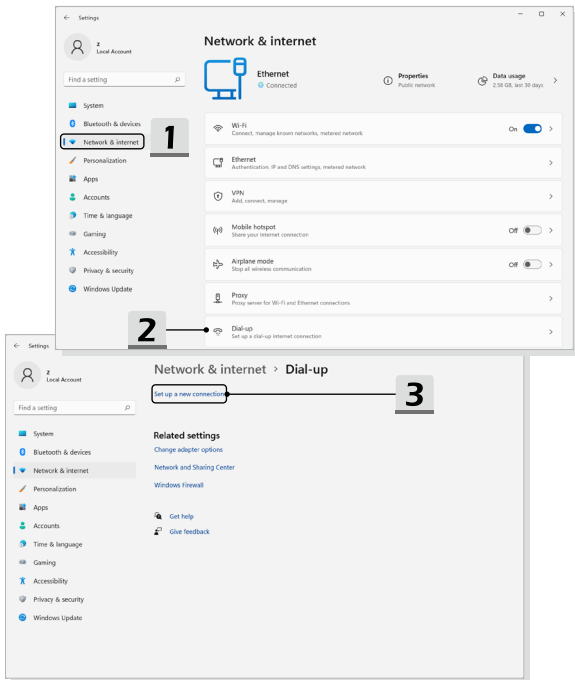 Settings
z
Local Account
Find a setting
System
Bluetooth & devices
Network & internet
Personalization
Apps
Accounts
Time & language
Gaming
Accessibility
Privacy & security
Windows Update
1
Network & internet
Ethernet
Connected
Properties
Public network
Data usage
2.58 GB, last 30 days
Wi-Fi
Connect, manage known networks, metered network
On
Ethernet
Authentication, IP and DNS settings, metered network
VPN
Add, connect, manage
Mobile hotspot
Share your internet connection
Off
Airplane mode
Stop all wireless communication
Off
Proxy
Proxy server for Wi-Fi and Ethernet connections
Dial-up
Set up a dial-up internet connection
2
Settings
z
Local Account
Find a setting
System
Bluetooth & devices
Network & internet
Personalization
Apps
Accounts
Time & language
Gaming
Accessibility
Privacy & security
Windows Update
Network & internet > Dial-up
Set up a new connection
3
Related settings
Change adapter options
Network and Sharing Center
Windows Firewall
Get help
Give feedback